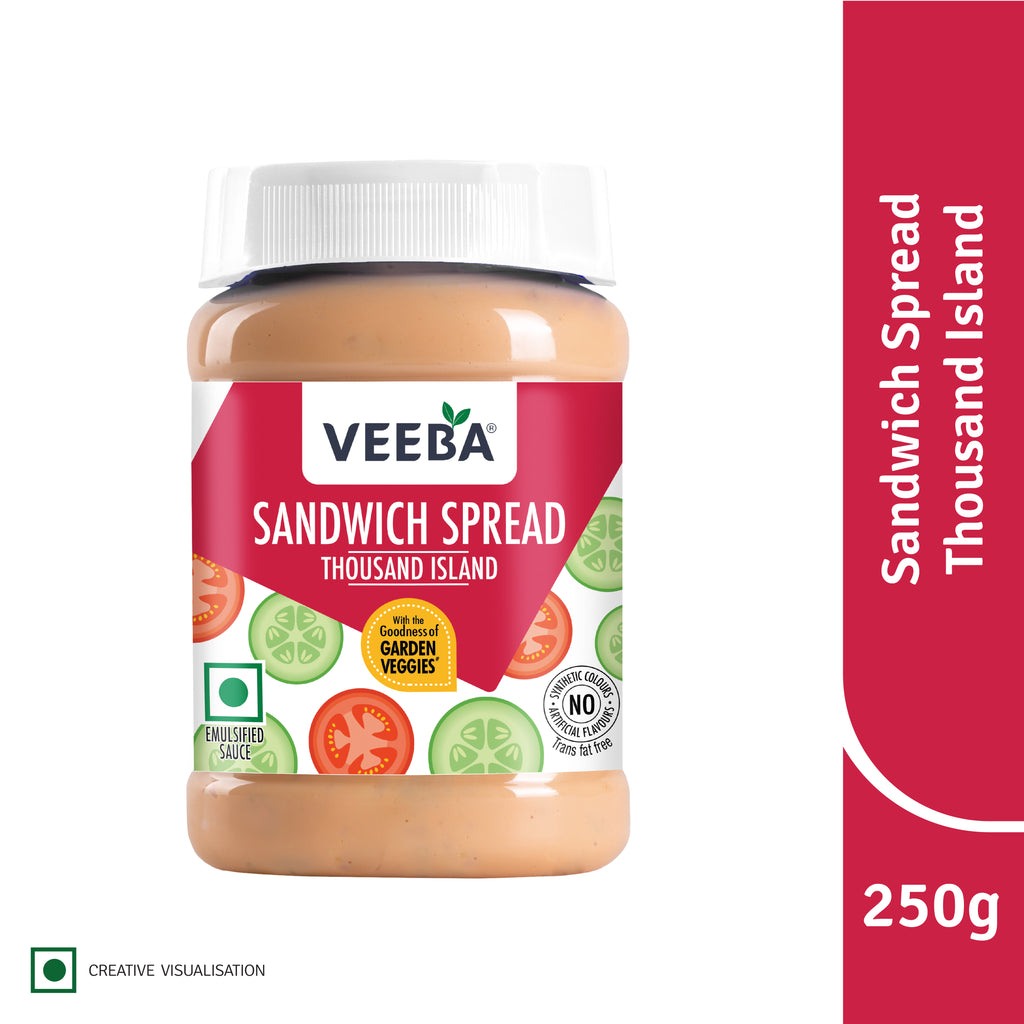 VEEBA®
SANDWICH SPREAD
THOUSAND ISLAND
With the
Goodness of
GARDEN
VEGGIES#
EMULSIFIED
SAUCE
• SYNTHETIC COLOURS •
NO
ARTIFICIAL FLAVOURS
Trans fat free
Sandwich Spread
Thousand Island
250g
CREATIVE VISUALISATION